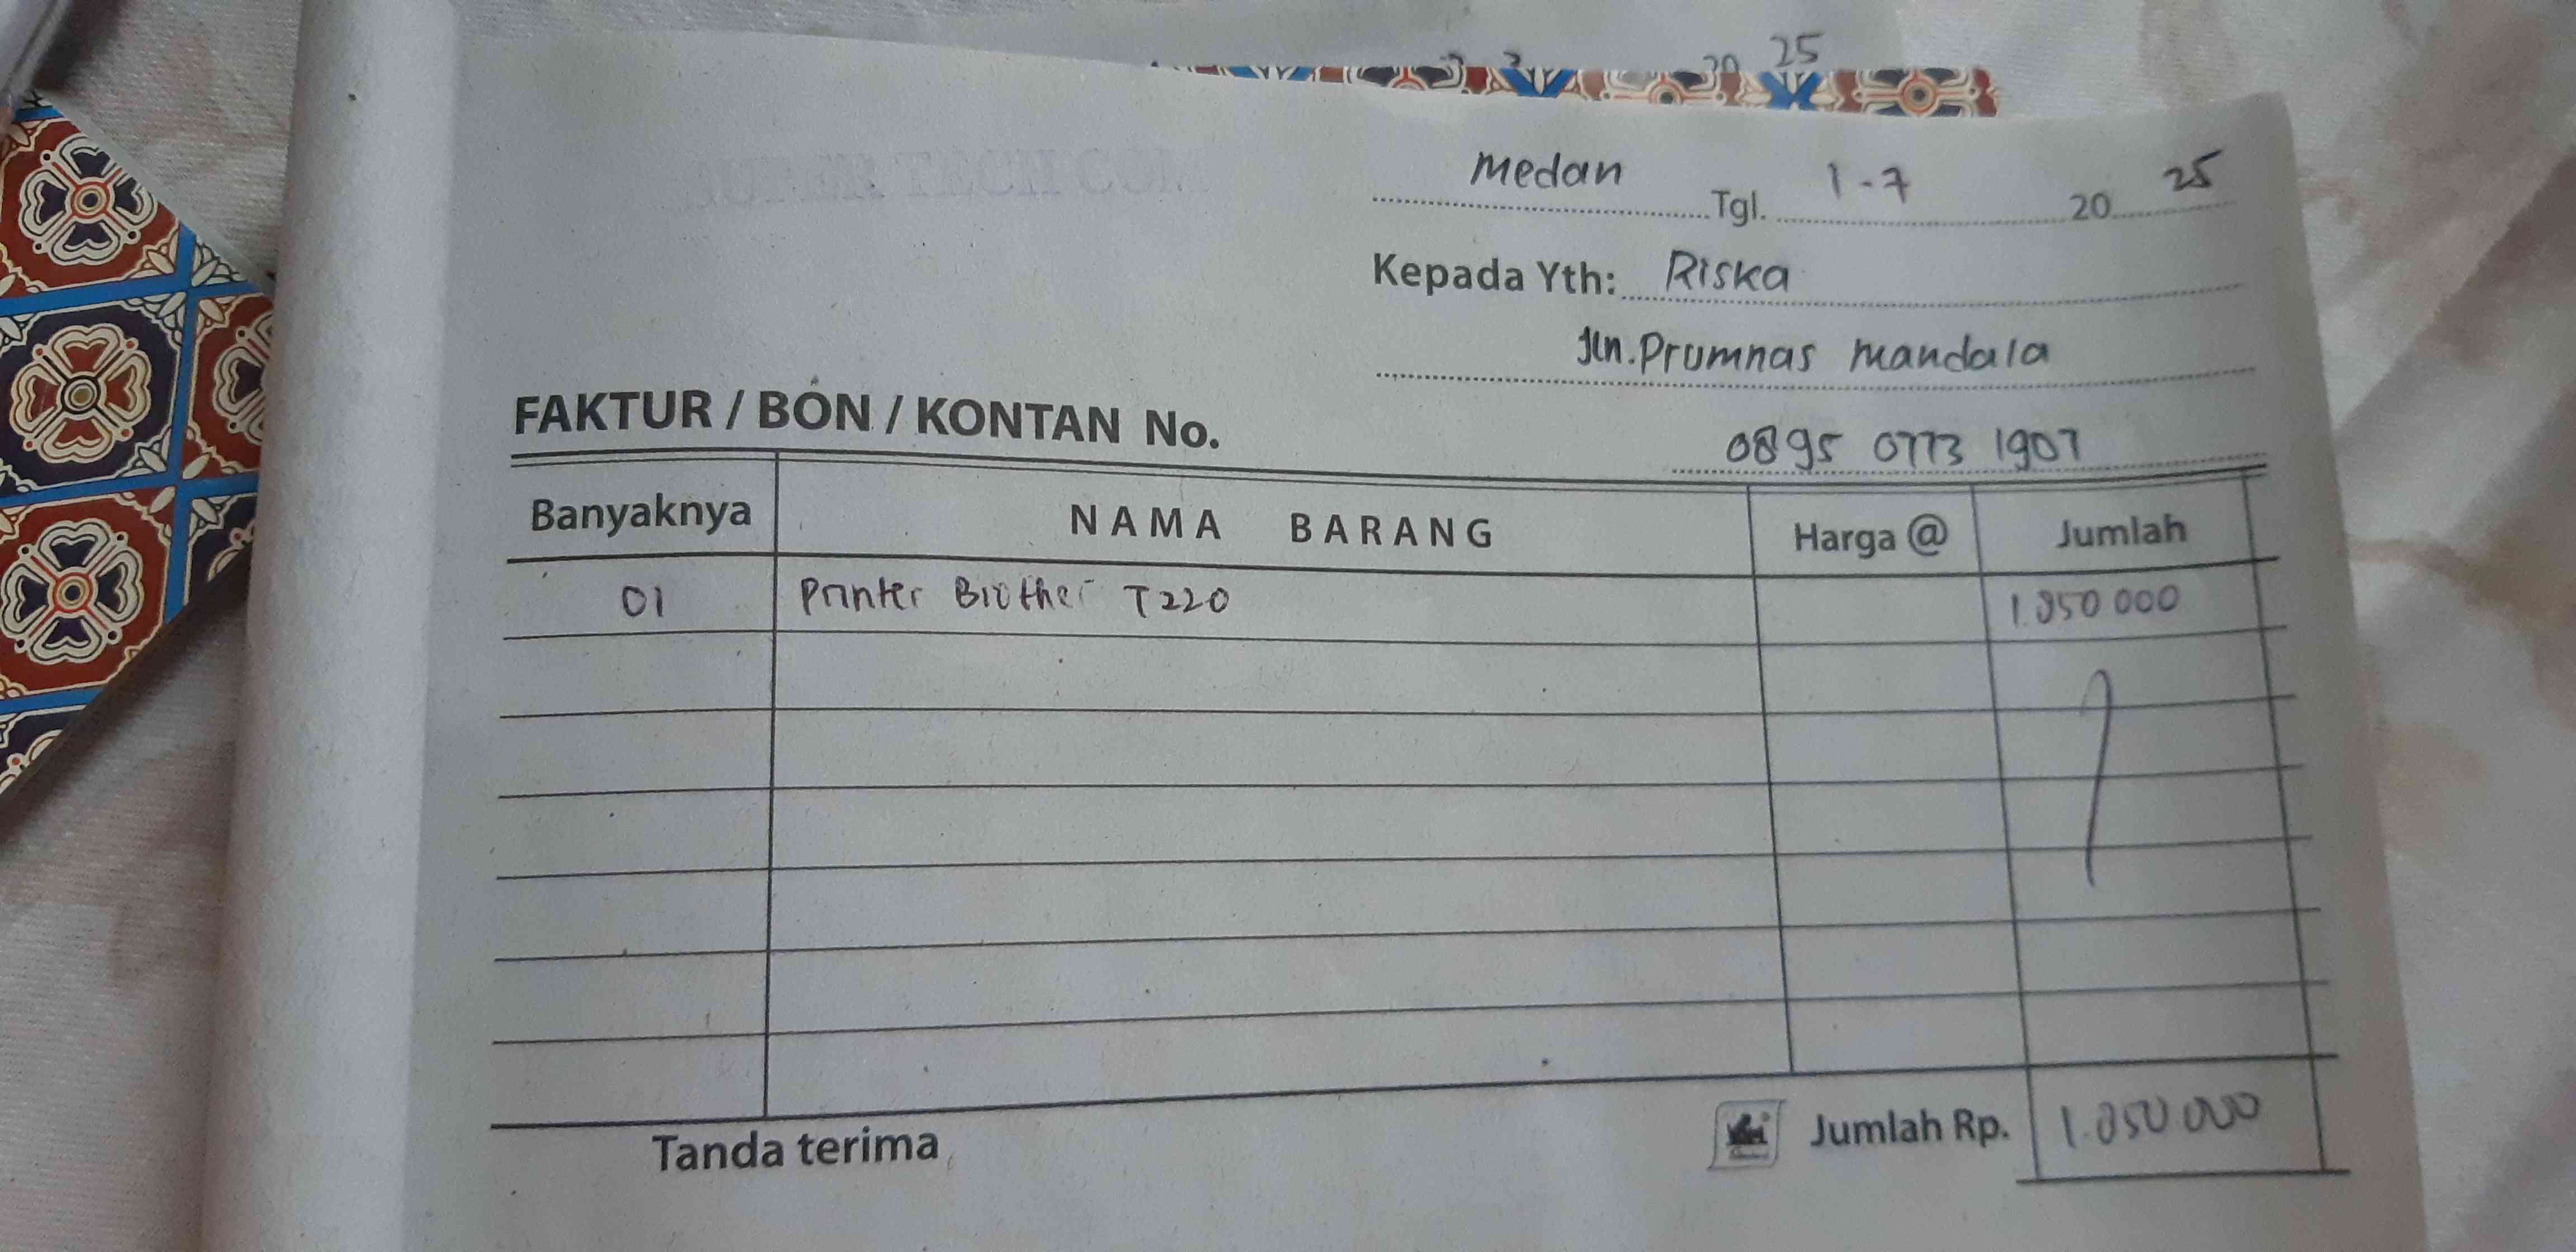 25
Medan Tgl. 1-7 20 25
Kepada Yth: Riska
Jln. Prumnas Mandala
FAKTUR / BON / KONTAN No.
0895 0773 1907
Banyaknya NAMA BARANG Harga @ Jumlah
01 Printer Brother T220 1.850 000
Jumlah Rp. 1.850 000
Tanda terima